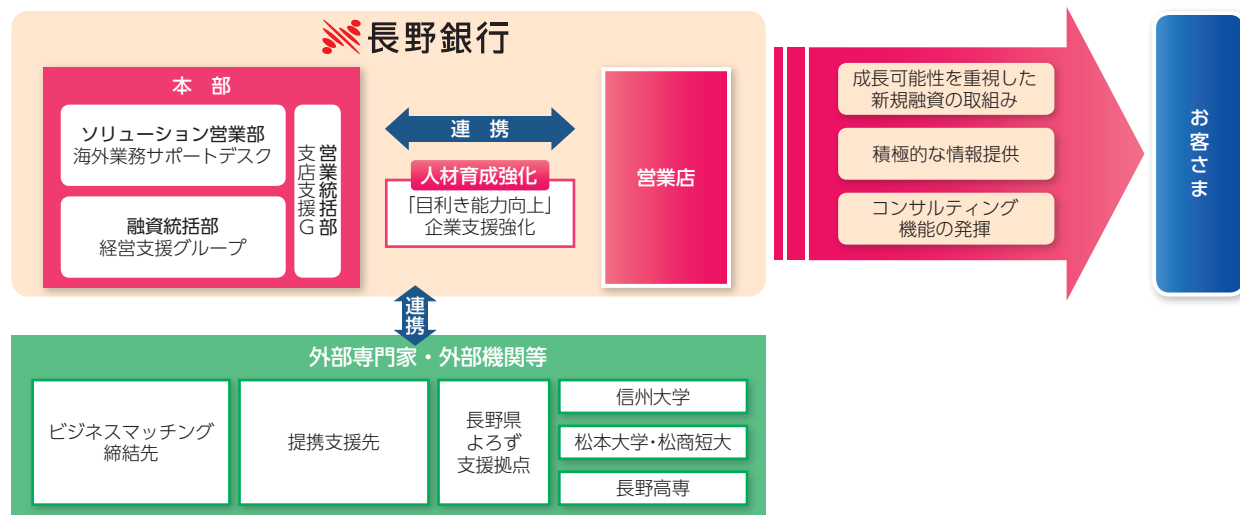 長野銀行
本部
ソリューション営業部
海外業務サポートデスク
融資統括部
経営支援グループ
営業統括部
支店支援G
連携
人材育成強化
「目利き能力向上」
企業支援強化
営業店
成長可能性を重視した
新規融資の取組み
積極的な情報提供
コンサルティング
機能の発揮
お客さま
連携
外部専門家・外部機関等
ビジネスマッチング
締結先
提携支援先
長野県
よろず
支援拠点
信州大学
松本大学・松商短大
長野高専